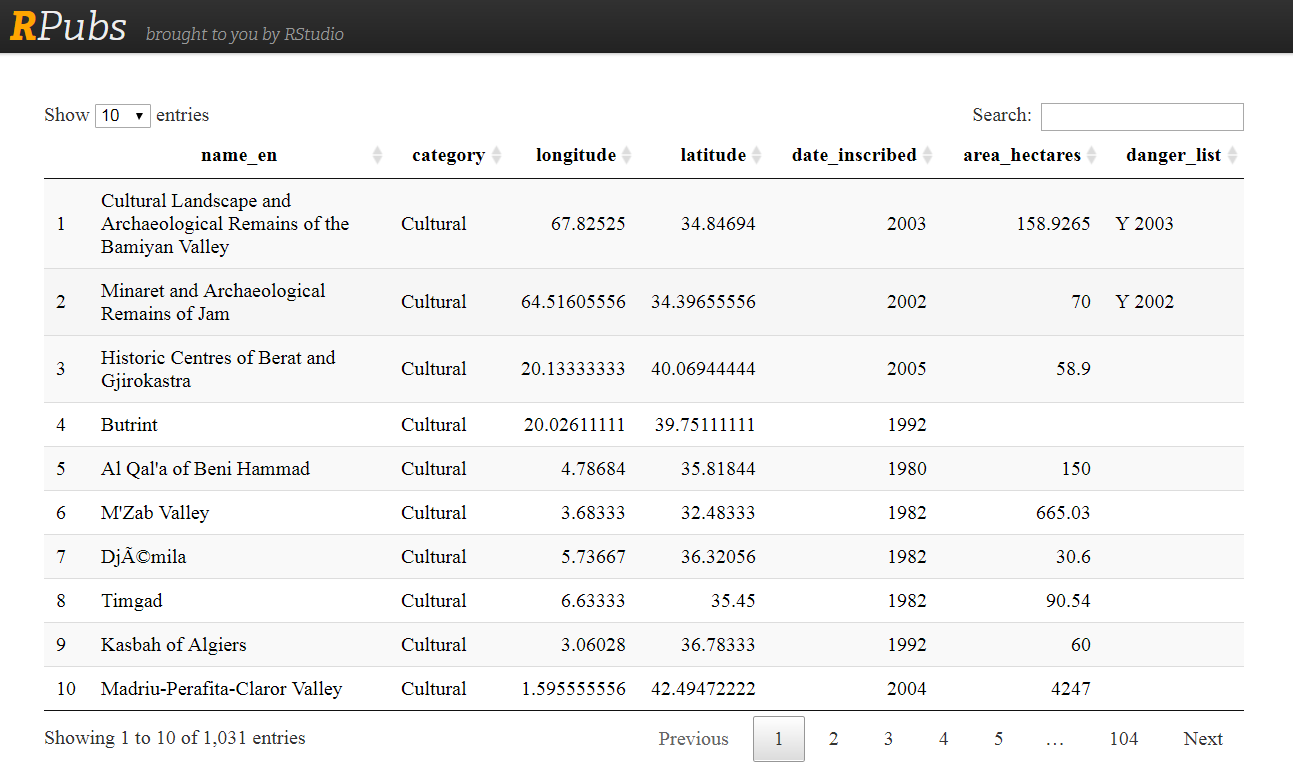 RPubs brought to you by RStudio
Show 10 entries Search:
name_en category longitude latitude date_inscribed area_hectares danger_list
1 Cultural Landscape and Archaeological Remains of the Bamiyan Valley Cultural 67.82525 34.84694 2003 158.9265 Y 2003
2 Minaret and Archaeological Remains of Jam Cultural 64.51605556 34.39655556 2002 70 Y 2002
3 Historic Centres of Berat and Gjirokastra Cultural 20.13333333 40.06944444 2005 58.9
4 Butrint Cultural 20.02611111 39.75111111 1992
5 Al Qal'a of Beni Hammad Cultural 4.78684 35.81844 1980 150
6 M'Zab Valley Cultural 3.68333 32.48333 1982 665.03
7 DjÃ©mila Cultural 5.73667 36.32056 1982 30.6
8 Timgad Cultural 6.63333 35.45 1982 90.54
9 Kasbah of Algiers Cultural 3.06028 36.78333 1992 60
10 Madriu-Perafita-Claror Valley Cultural 1.595555556 42.49472222 2004 4247
Showing 1 to 10 of 1,031 entries Previous 1 2 3 4 5 … 104 Next